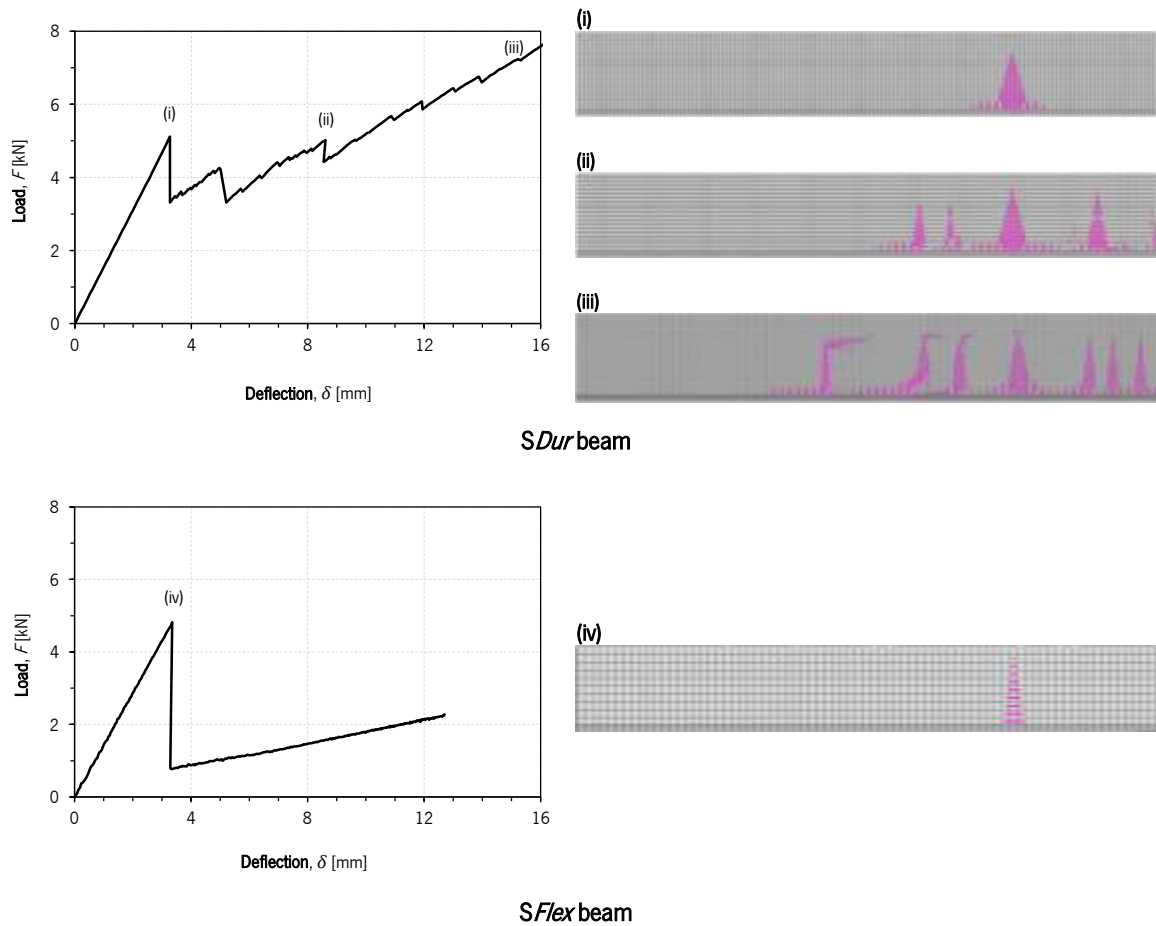 (i)
8
6
4
2
0
Load, F [kN]
(i)
(ii)
(iii)
0 4 8 12 16
Deflection, δ [mm]
(ii)
(iii)
SDur beam
8
6
4
2
0
Load, F [kN]
(iv)
0 4 8 12 16
Deflection, δ [mm]
(iv)
SFlex beam